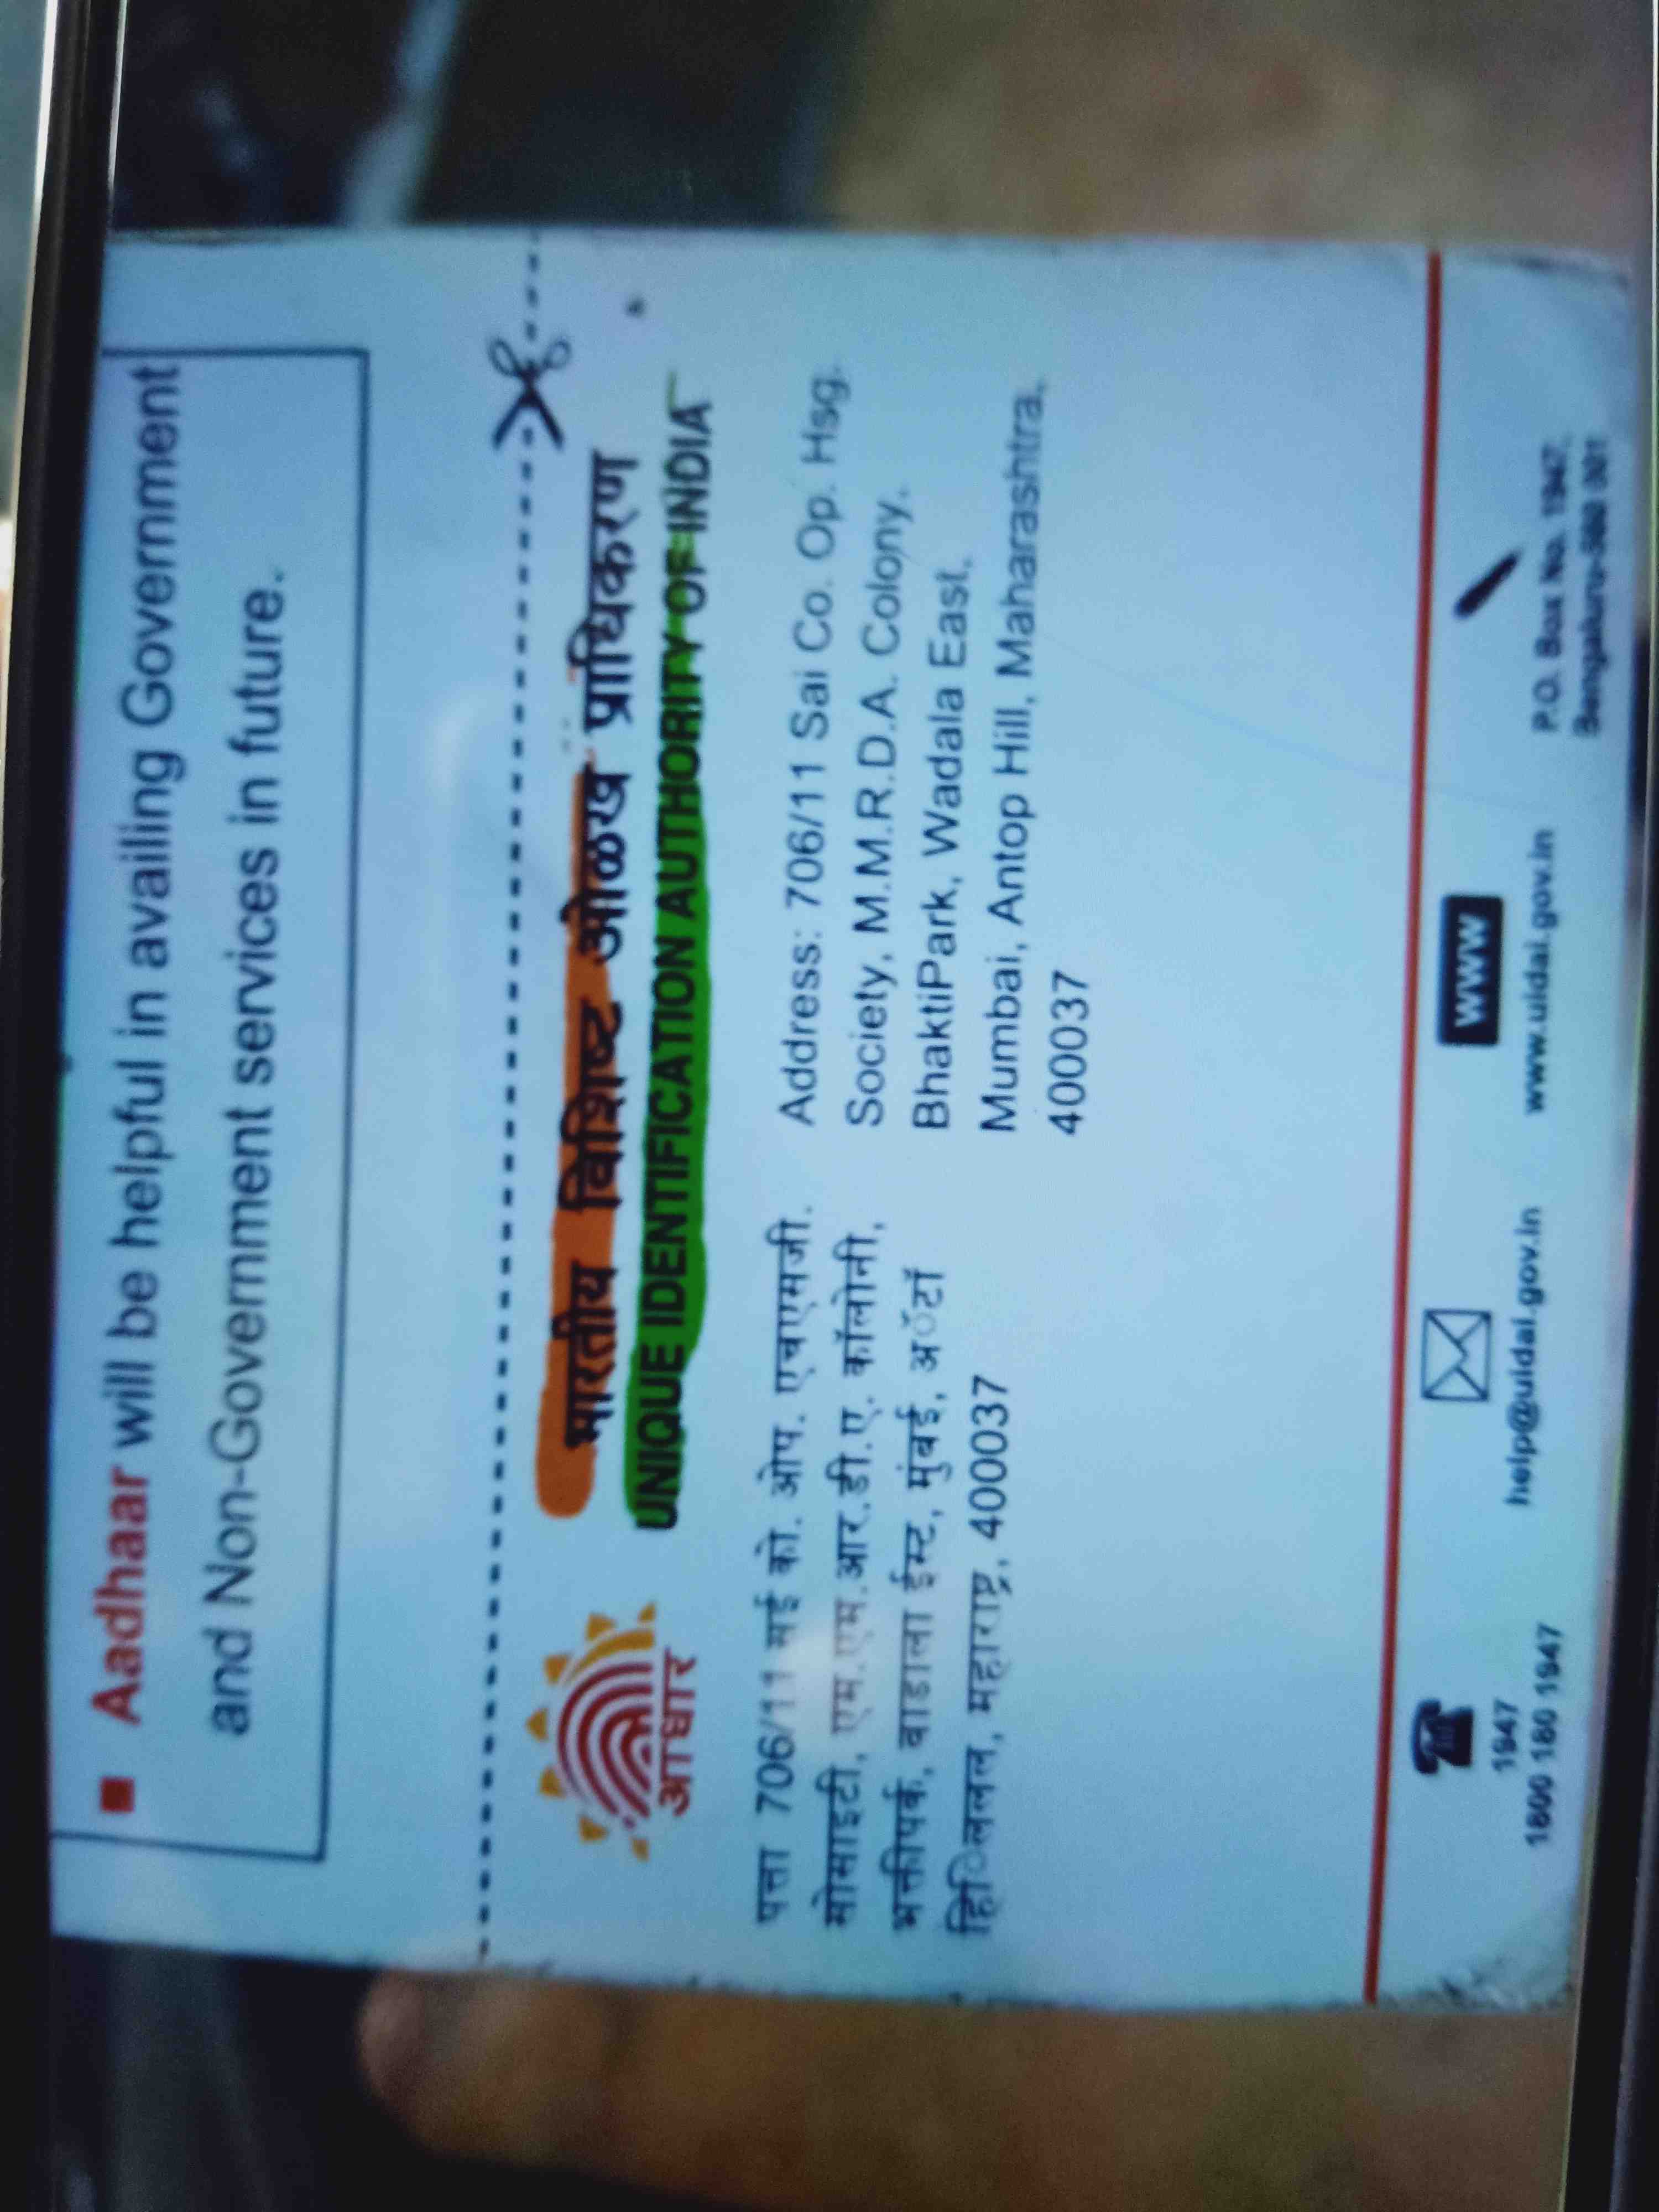 ▪ Aadhaar will be helpful in availing Government
and Non-Government services in future.
भारतीय विशिष्ट ओळख प्राधिकरण
UNIQUE IDENTIFICATION AUTHORITY OF INDIA
आधार
पत्ता 706/11 सई को. ओप. एचएसजी.
सोसाइटी, एम.एम.आर.डी.ए. कॉलोनी,
भक्तीपर्क, वाडाला ईस्ट, मुंबई,
महाराष्ट्र, 400037
Address: 706/11 Sai Co. Op. Hsg.
Society, M.M.R.D.A. Colony,
BhaktiPark, Wadala East,
Mumbai, Antop Hill, Maharashtra,
400037
1947
1800 180 1947
help@uidai.gov.in
WWW
www.uidai.gov.in
P.O. Box No. 1947,
Bengaluru-560 001